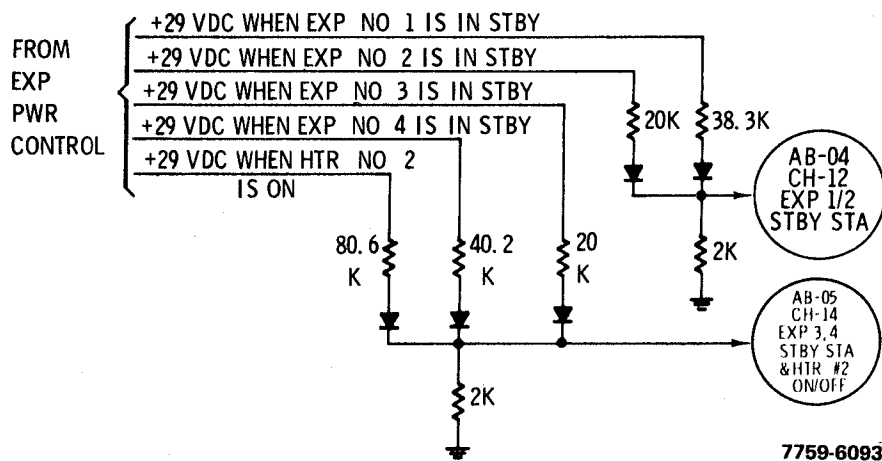 +29 VDC WHEN EXP NO 1 IS IN STBY
+29 VDC WHEN EXP NO 2 IS IN STBY
+29 VDC WHEN EXP NO 3 IS IN STBY
+29 VDC WHEN EXP NO 4 IS IN STBY
+29 VDC WHEN HTR NO 2
IS ON
FROM
EXP
PWR
CONTROL
20K
38.3K
AB-04
CH-12
EXP 1/2
STBY STA
2K
80.6
K
40.2
K
20
K
AB-05
CH-14
EXP 3,4
STBY STA
&HTR #2
ON/OFF
2K
7759-6093